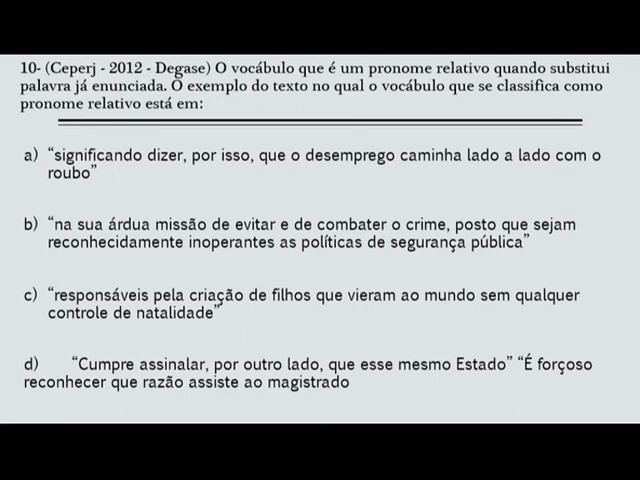 10- (Ceperj - 2012 - Degase) O vocábulo que é um pronome relativo quando substitui
palavra já enunciada. O exemplo do texto no qual o vocábulo que se classifica como
pronome relativo está em:
a) “significando dizer, por isso, que o desemprego caminha lado a lado com o
roubo”
b) “na sua árdua missão de evitar e de combater o crime, posto que sejam
reconhecidamente inoperantes as políticas de segurança pública”
c) “responsáveis pela criação de filhos que vieram ao mundo sem qualquer
controle de natalidade”
d) “Cumpre assinalar, por outro lado, que esse mesmo Estado” “É forçoso
reconhecer que razão assiste ao magistrado